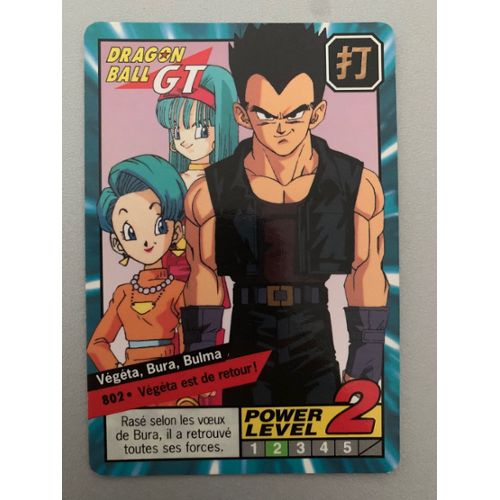 DRAGON
BALL GT
打
Végéta, Bura, Bulma
802 • Végéta est de retour !
Rasé selon les vœux
de Bura, il a retrouvé
toutes ses forces.
POWER
LEVEL 2
1 2 3 4 5